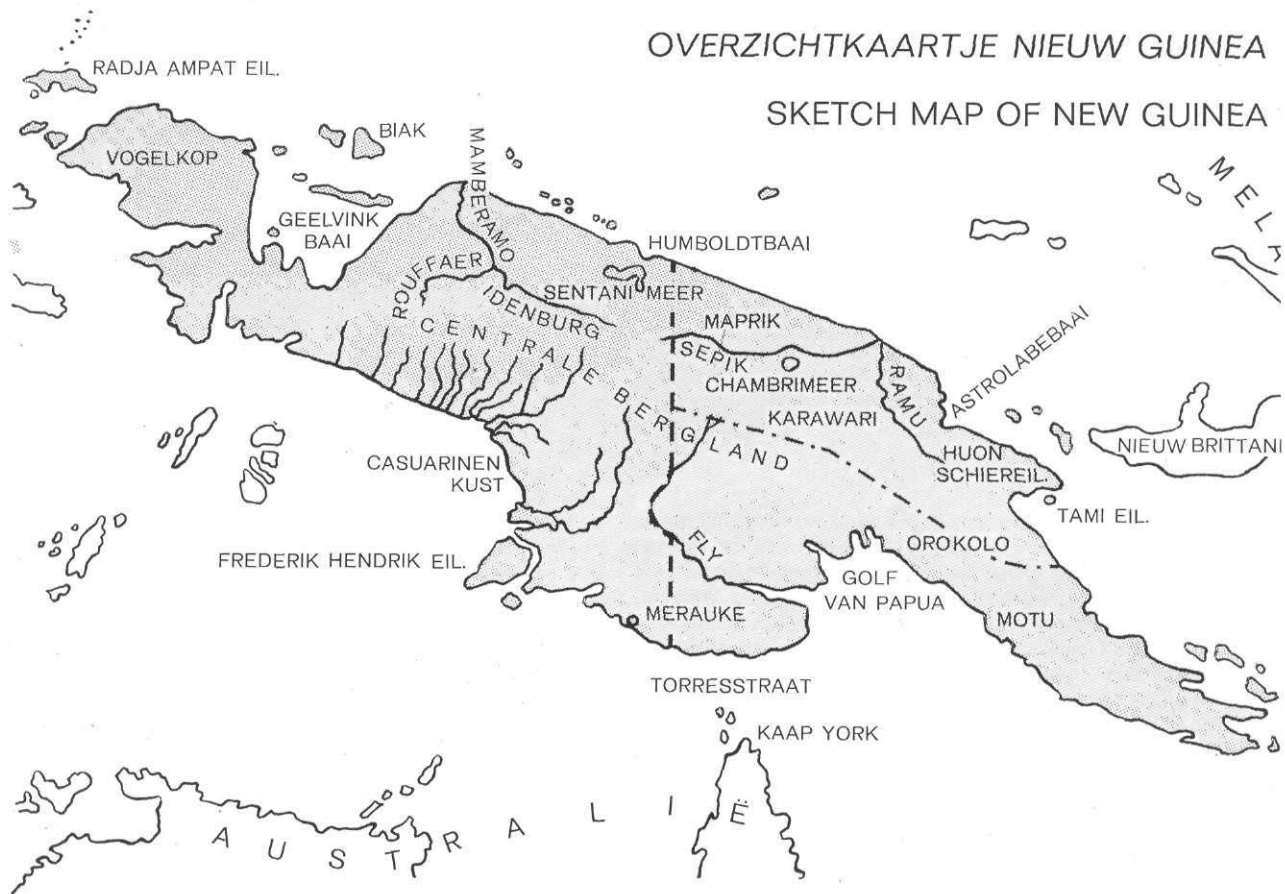 OVERZICHTKAARTJE NIEUW GUINEA
SKETCH MAP OF NEW GUINEA
RADJA AMPAT EIL.
VOGELKOP
BIAK
MAMBERAMO
GEELVINK
BAAI
ROUFFAER
IDENBURG
SENTANI MEER
HUMBOLDTBAAI
MAPRIK
SEPIK
CHAMBRIMEER
KARAWARI
RAMU
ASTROLABEBAAI
CENTRALE BERGLAND
HUON
SCHIEREIL.
NIEUW BRITTANI
TAMI EIL.
CASUARINEN
KUST
FREDERIK HENDRIK EIL.
FLY
OROKOLO
GOLF
VAN PAPUA
MERAUKE
MOTU
TORRESSTRAAT
KAAP YORK
AUSTRALIË